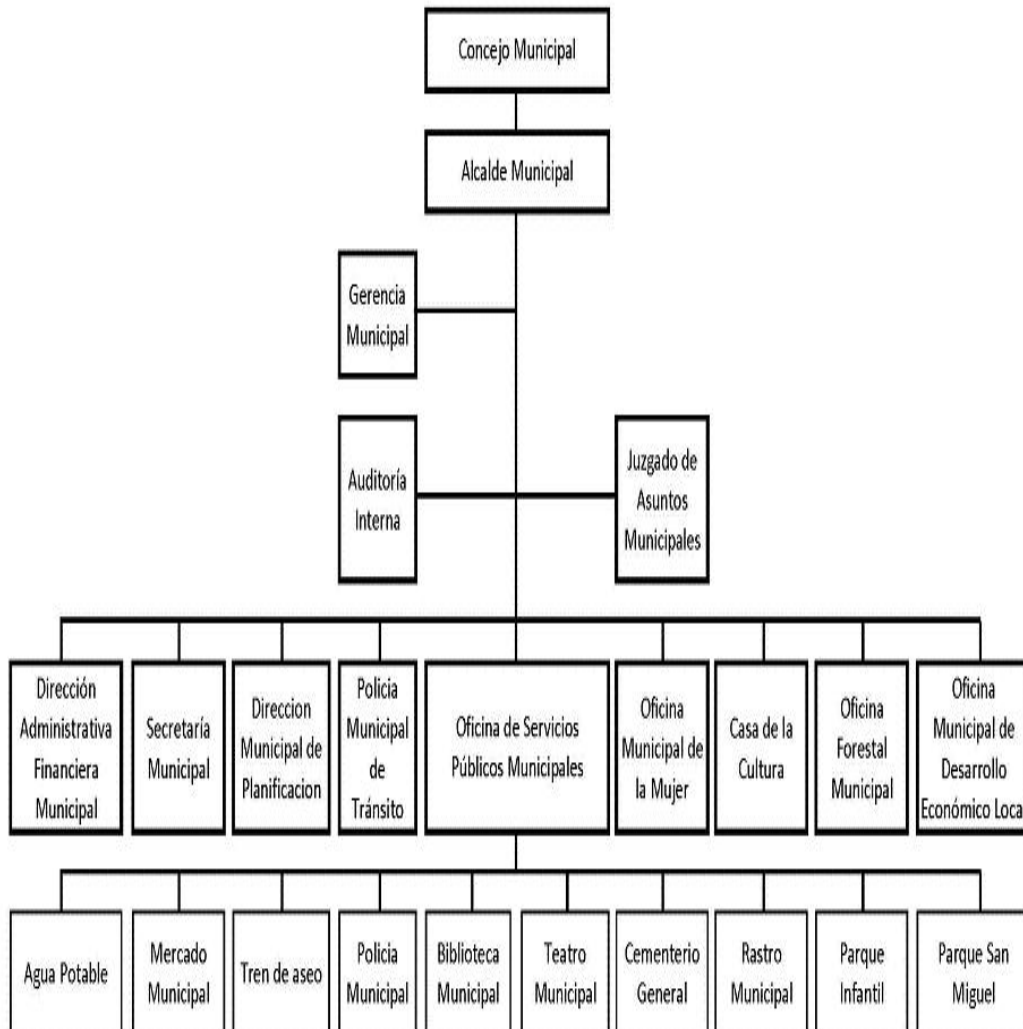 Concejo Municipal
Alcalde Municipal
Gerencia
Municipal
Auditoría
Interna
Juzgado de
Asuntos
Municipales
Dirección
Administrativa
Financiera
Municipal
Secretaría
Municipal
Direccion
Municipal de
Planificacion
Policia
Municipal
de
Tránsito
Oficina de Servicios
Públicos Municipales
Oficina
Municipal de
la Mujer
Casa de la
Cultura
Oficina
Forestal
Municipal
Oficina
Municipal de
Desarrollo
Económico Loca
Agua Potable
Mercado
Municipal
Tren de aseo
Policia
Municipal
Biblioteca
Municipal
Teatro
Municipal
Cementerio
General
Rastro
Municipal
Parque
Infantil
Parque San
Miguel